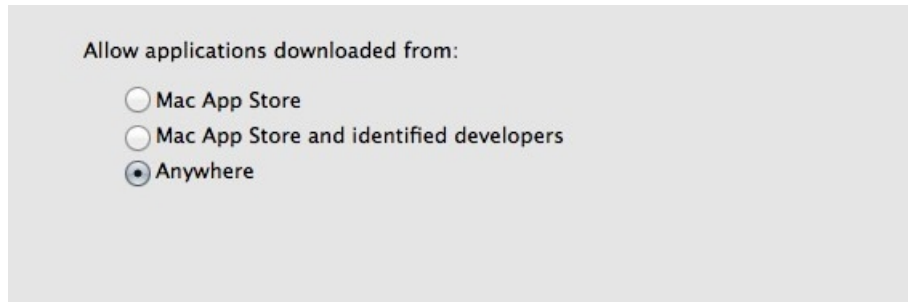 Allow applications downloaded from:
Mac App Store
Mac App Store and identified developers
Anywhere